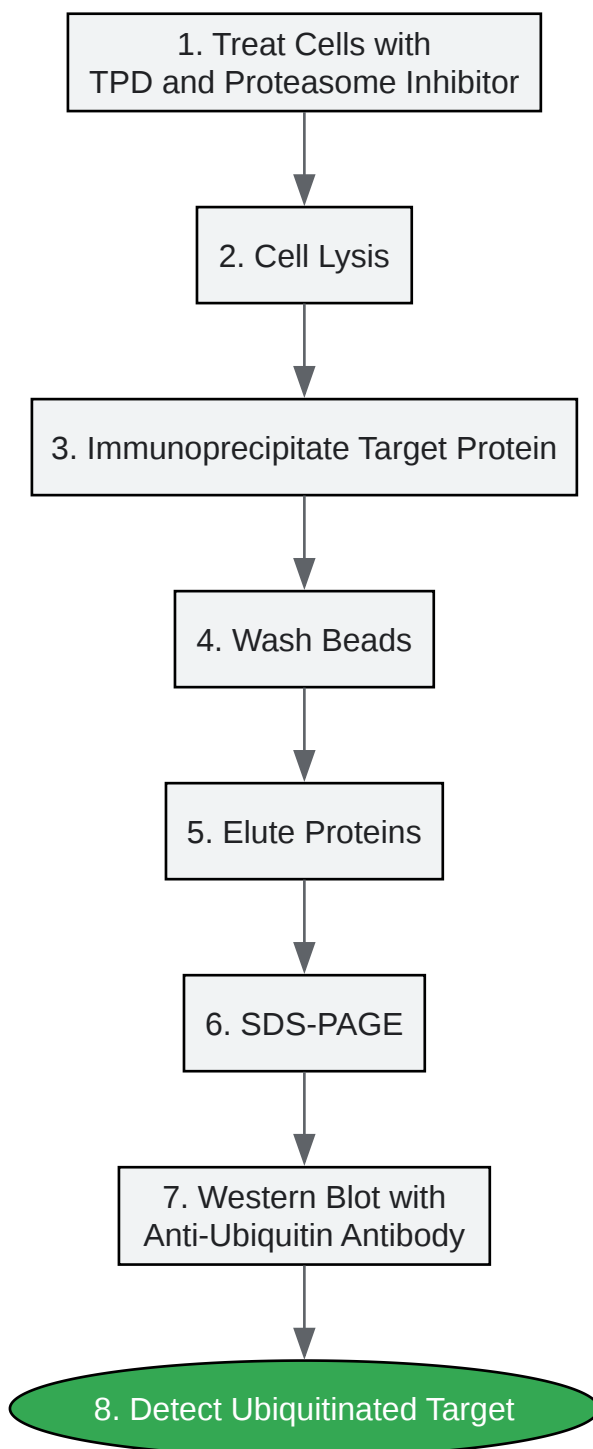 1. Treat Cells with
TPD and Proteasome Inhibitor
2. Cell Lysis
3. Immunoprecipitate Target Protein
4. Wash Beads
5. Elute Proteins
6. SDS-PAGE
7. Western Blot with
Anti-Ubiquitin Antibody
8. Detect Ubiquitinated Target